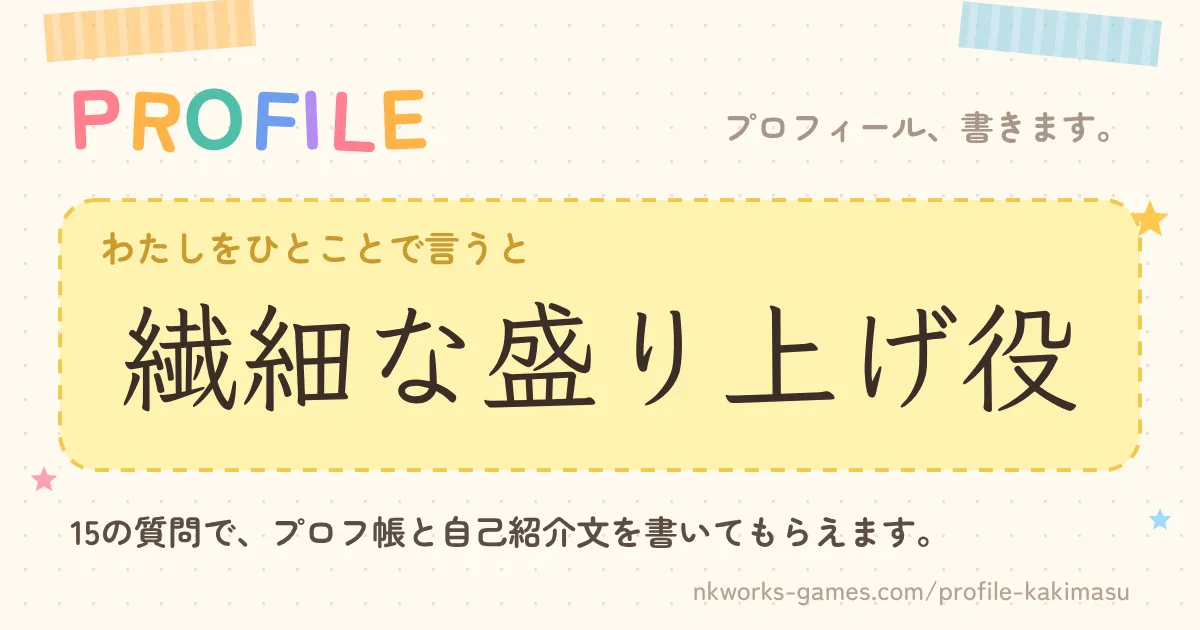 PROFILE
プロフィール、書きます。
わたしをひとことで言うと
繊細な盛り上げ役
15の質問で、プロフ帳と自己紹介文を書いてもらえます。
nkworks-games.com/profile-kakimasu